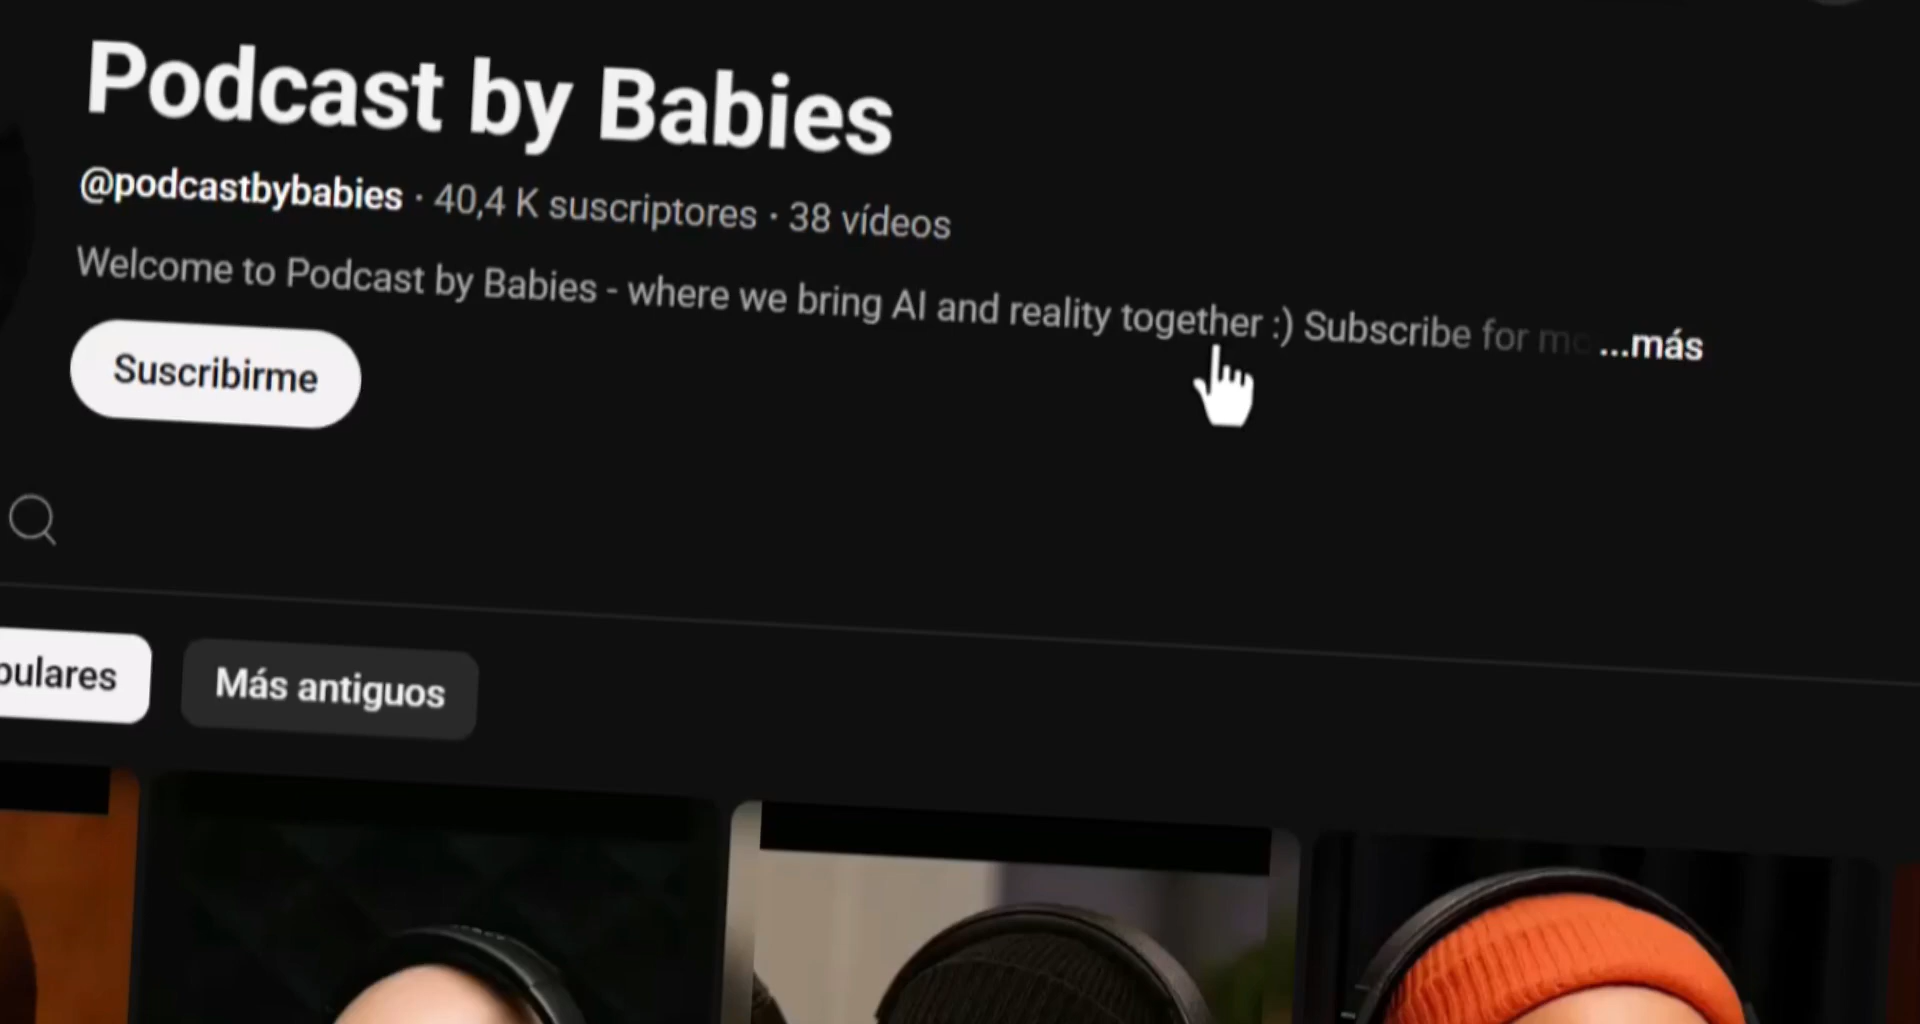 Podcast by Babies
@podcastbybabies · 40,4 K suscriptores · 38 vídeos
Welcome to Podcast by Babies - where we bring AI and reality together :) Subscribe for ...más
Suscribirme
pulares Más antiguos